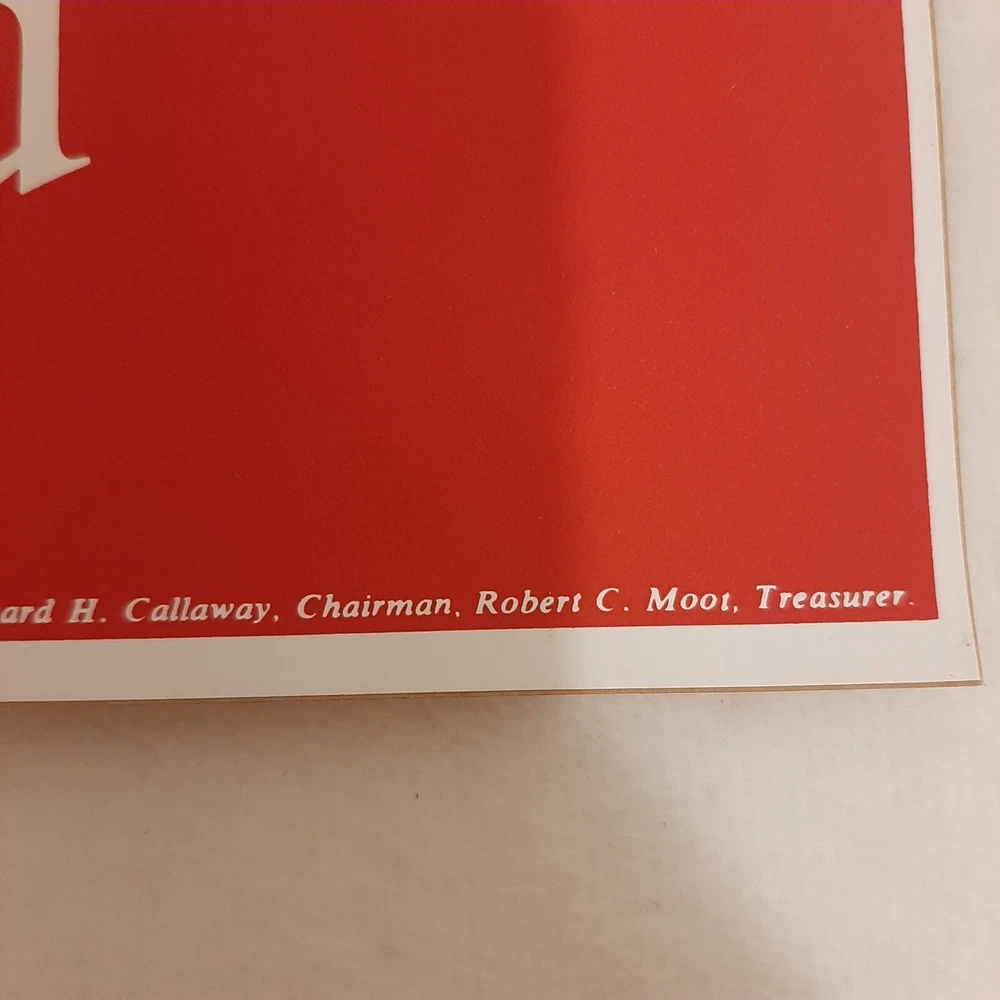 d
ard H. Callaway, Chairman, Robert C. Moot, Treasurer.